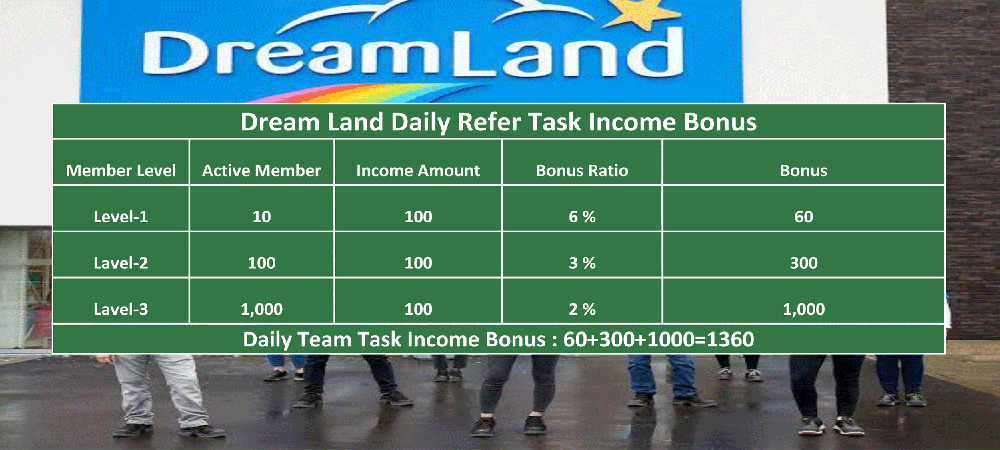 DreamLand
Dream Land Daily Refer Task Income Bonus
Member Level Active Member Income Amount Bonus Ratio Bonus
Level-1 10 100 6 % 60
Lavel-2 100 100 3 % 300
Lavel-3 1,000 100 2 % 1,000
Daily Team Task Income Bonus : 60+300+1000=1360